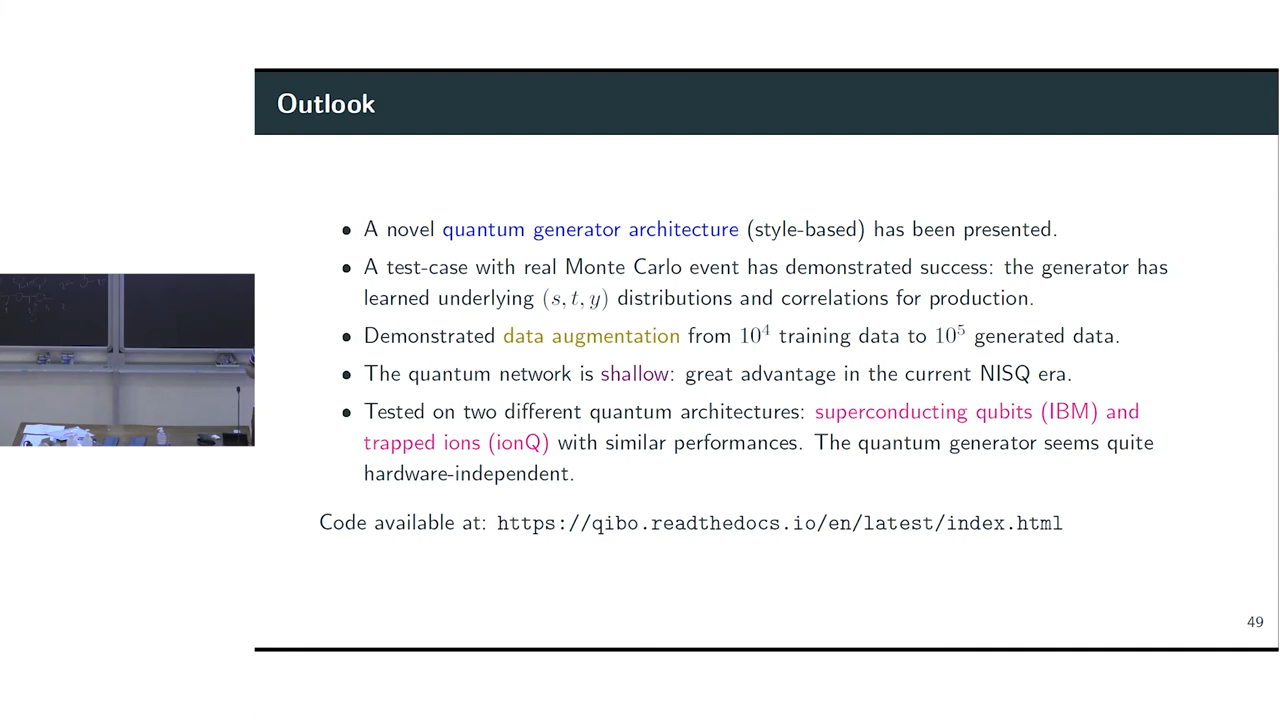 Outlook
• A novel quantum generator architecture (style-based) has been presented.
• A test-case with real Monte Carlo event has demonstrated success: the generator has
learned underlying (s, t, y) distributions and correlations for production.
• Demonstrated data augmentation from 10⁴ training data to 10⁵ generated data.
• The quantum network is shallow: great advantage in the current NISQ era.
• Tested on two different quantum architectures: superconducting qubits (IBM) and
trapped ions (ionQ) with similar performances. The quantum generator seems quite
hardware-independent.
Code available at: https://qibo.readthedocs.io/en/latest/index.html
49